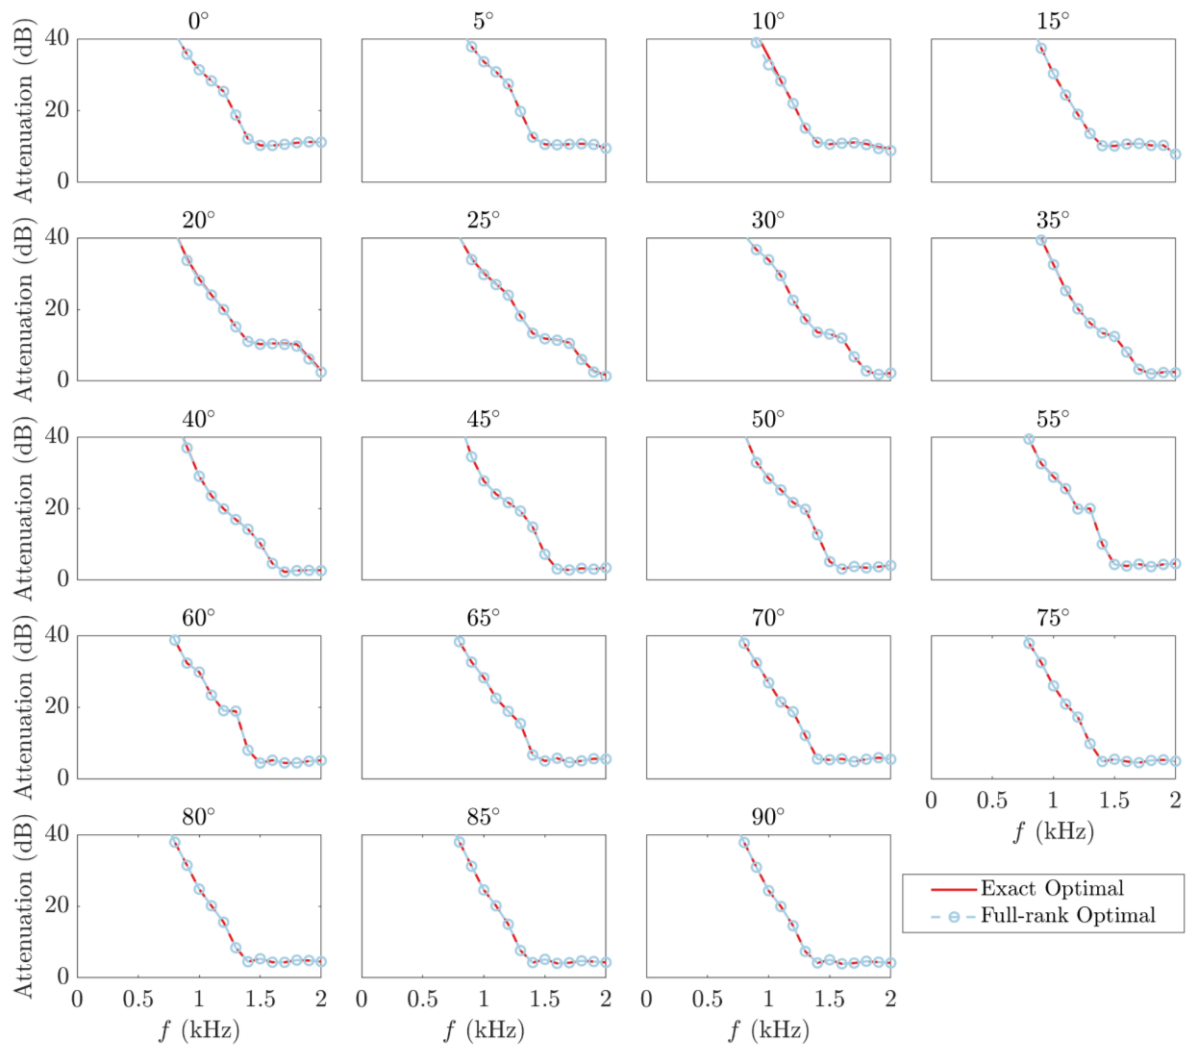 0° 5° 10° 15°
Attenuation (dB)
40
20
0
20° 25° 30° 35°
Attenuation (dB)
40
20
0
40° 45° 50° 55°
Attenuation (dB)
40
20
0
60° 65° 70° 75°
Attenuation (dB)
40
20
0
0 0.5 1 1.5 2
f (kHz)
80° 85° 90°
Attenuation (dB)
40
20
0
0 0.5 1 1.5 2
f (kHz)
0 0.5 1 1.5 2
f (kHz)
0 0.5 1 1.5 2
f (kHz)
Exact Optimal
Full-rank Optimal